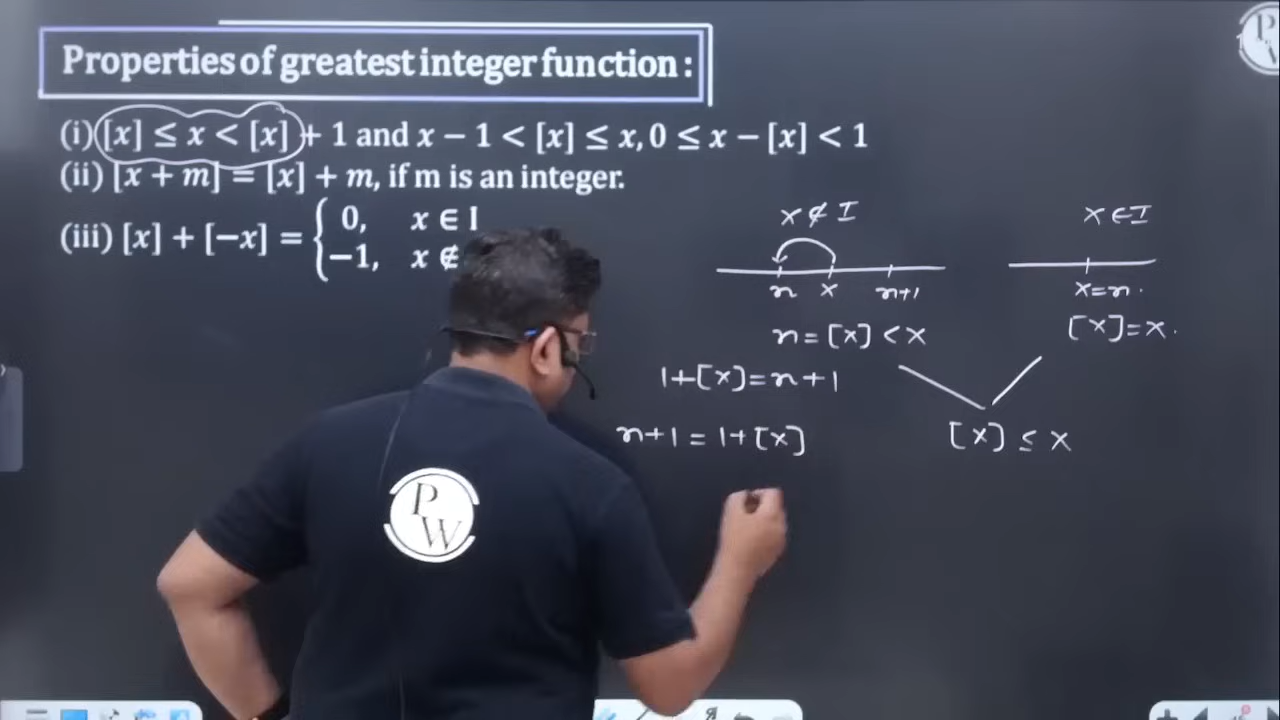 Properties of greatest integer function :
(i) [x] ≤ x < [x] + 1 and x − 1 < [x] ≤ x, 0 ≤ x − [x] < 1
(ii) [x + m] = [x] + m, if m is an integer.
(iii) [x] + [−x] = { 0, x ∈ I
−1, x ∉
x ∉ I
n x n+1
n = [x] < x
1+[x] = n+1
n+1 = 1+[x]
x ∈ I
x=n.
[x]=x.
[x] ≤ x
P
W
P